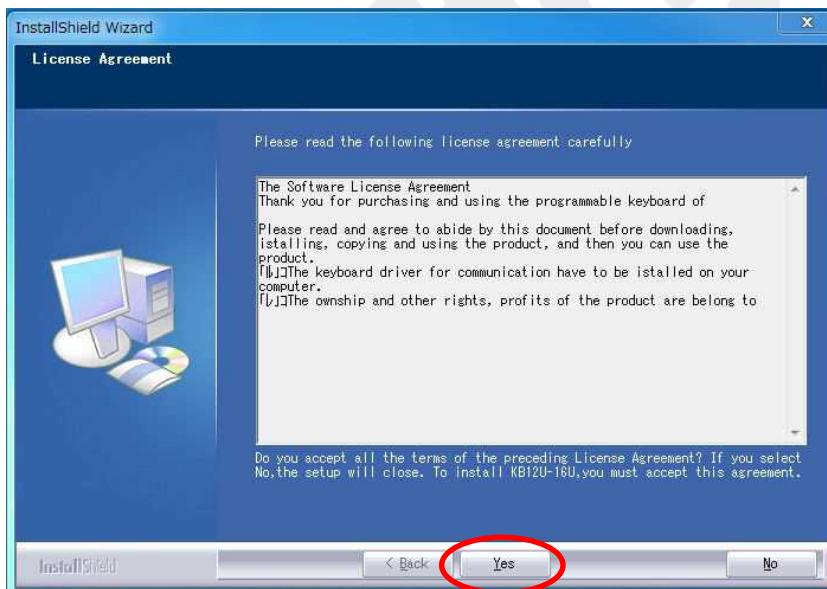 InstallShield Wizard
License Agreement
Please read the following license agreement carefully
The Software License Agreement
Thank you for purchasing and using the programmable keyboard of
Please read and agree to abide by this document before downloading,
istalling, copying and using the product, and then you can use the
product.
The keyboard driver for communication have to be istalled on your
computer.
The ownship and other rights, profits of the product are belong to
Do you accept all the terms of the preceding License Agreement? If you select
No,the setup will close. To install KB12U-16U,you must accept this agreement.
InstallShield
< Back
Yes
No